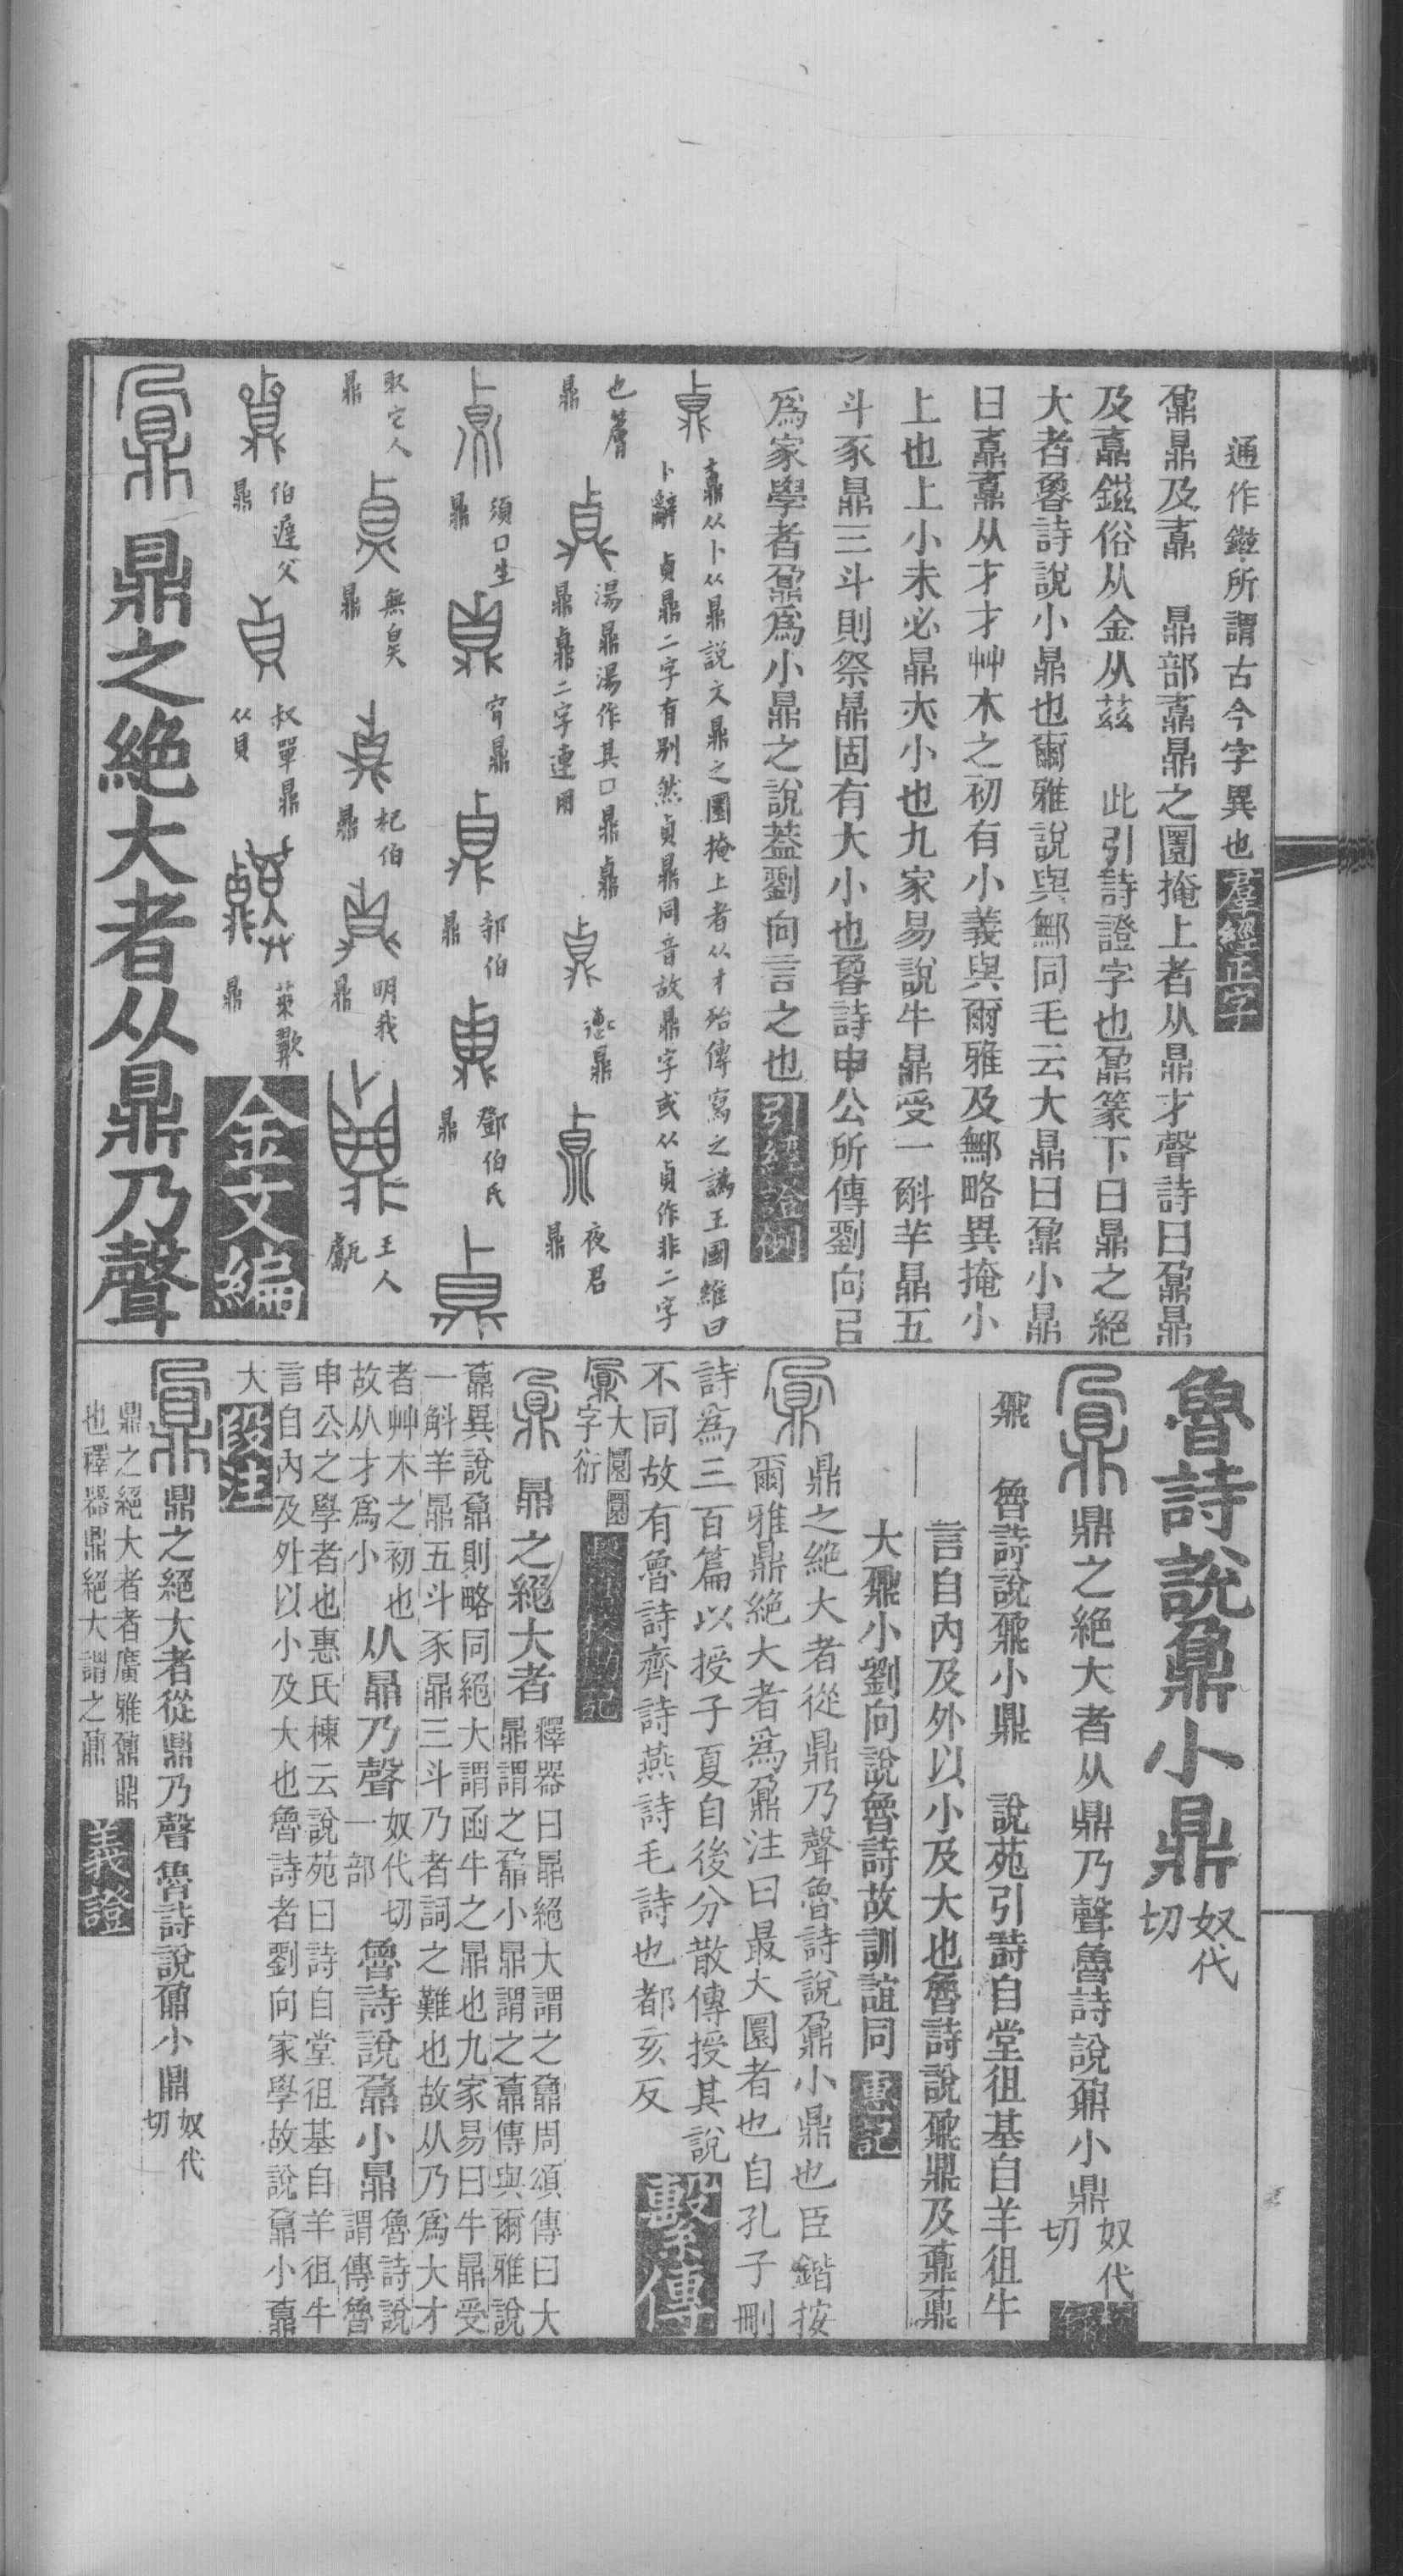 通作鎡所謂古今字異也羣經正字
鼐鼎及鼒　鼎部鼒鼎之圜掩上者从鼎才聲詩曰鼐鼎
及鼒鎡俗从金从茲　此引詩證字也鼐篆下曰鼎之絕
大者魯詩說小鼎也爾雅說與鄦同毛云大鼎曰鼐小鼎
曰鼒鼒从才才艸木之初有小義與爾雅及鄦略異掩小
上也上小未必鼎大小也九家易說牛鼎受一斛羊鼎五
斗豕鼎三斗則祭鼎固有大小也魯詩申公所傳劉向㠯
爲家學者鼐爲小鼎之說蓋劉向言之也引經證例
鼒从卜从鼎說文鼎之圜掩上者从才殆傳寫之譌王國維曰
卜辭貞鼎二字有別然貞鼎同音故鼎字或从貞作非二字
也
鼎
湯鼎湯作其口鼎鼑
鼎鼑二字連用
鼎
夜君
鼎
須口生
鼎
鼎
郭伯
鼎
鄧伯氏
鼎
取它人
鼎
無㠱
鼎
杞伯
鼎
明我
鼎
王人
甗
伯遲父
鼎
叔單鼎
从貝
鼎
金文編
鼎之絕大者从鼎乃聲
魯詩說鼐小鼎奴代
切
鼎之絕大者从鼎乃聲魯詩說鼐小鼎奴代
切
鼐　魯詩說鼐小鼎　說苑引詩自堂徂基自羊徂牛
言自內及外以小及大也魯詩說鼐鼎及鼒鼒
大鼐小劉向說魯詩故訓誼同惠記
鼎之絕大者從鼎乃聲魯詩說鼐小鼎也臣鍇按
爾雅鼎絕大者爲鼐注曰最大圜者也自孔子刪
詩爲三百篇以授子夏自後分散傳授其說
不同故有魯詩齊詩燕詩毛詩也都亥反　繫傳
大圜圜
字衍
鼎之絕大者釋器曰鼎絕大謂之鼐周頌傳曰大
鼎謂之鼐小鼎謂之鼒傳與爾雅說
鼒異說鼐則略同絕大謂函牛之鼎也九家易曰牛鼎受
一斛羊鼎五斗豕鼎三斗乃者詞之難也故从乃爲大才
者艸木之初也
故从才爲小
从鼎乃聲奴代切
一部
魯詩說鼐小鼎魯詩說
謂傳魯
申公之學者也惠氏棟云說苑曰詩自堂徂基自羊徂牛
言自內及外以小及大也魯詩者劉向家學故說鼐小鼒
大段注
鼎之絕大者從鼎乃聲魯詩說鼐小鼎奴代
切
鼎之絕大者者廣雅鼐鼎
也釋器鼎絕大謂之鼐
義證